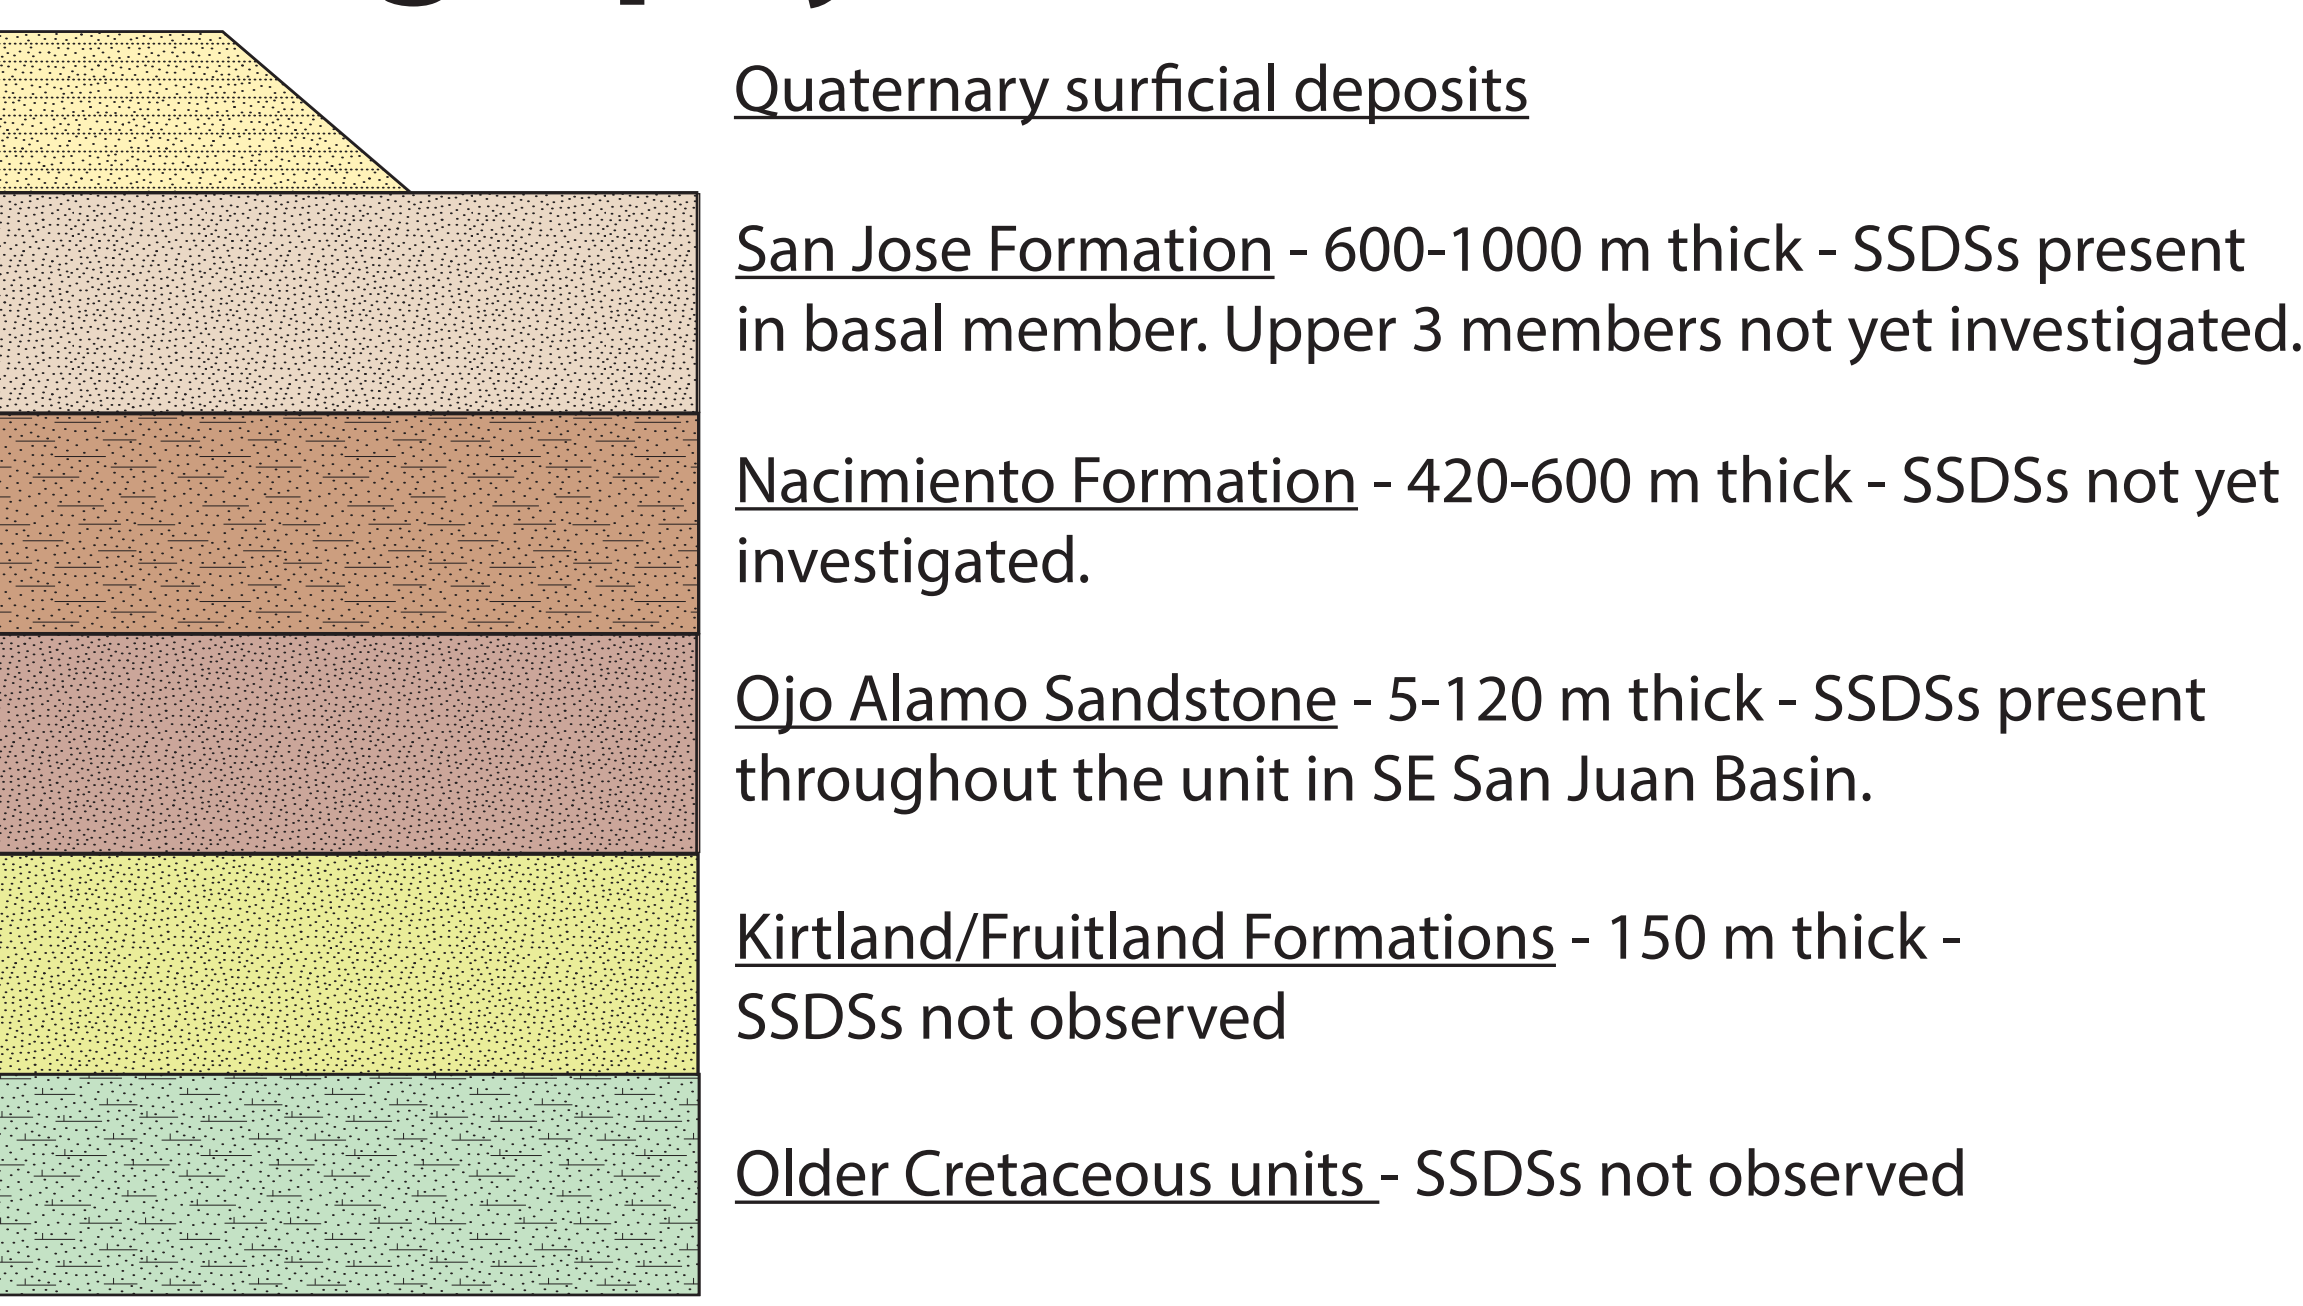 Quaternary surficial deposits
San Jose Formation - 600-1000 m thick - SSDSs present
in basal member. Upper 3 members not yet investigated.
Nacimiento Formation - 420-600 m thick - SSDSs not yet
investigated.
Ojo Alamo Sandstone - 5-120 m thick - SSDSs present
throughout the unit in SE San Juan Basin.
Kirtland/Fruitland Formations - 150 m thick -
SSDSs not observed
Older Cretaceous units - SSDSs not observed